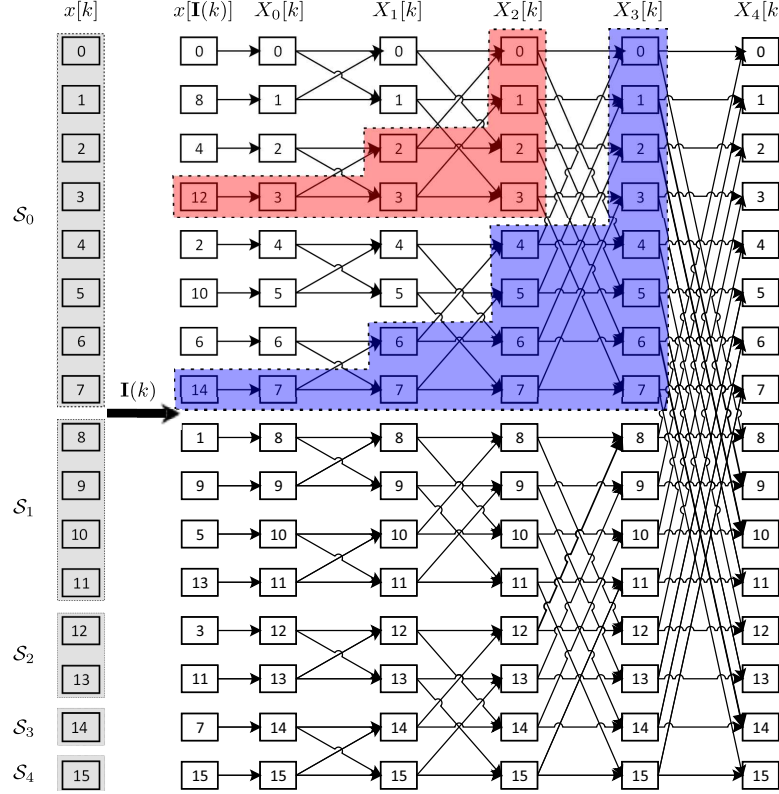 x[k] x[I(k)] X₀[k] X₁[k] X₂[k] X₃[k] X₄[k]
0 0 0 0 0 0 0
1 8 1 1 1 1 1
2 4 2 2 2 2 2
3 12 3 3 3 3 3
S₀
4 2 4 4 4 4 4
5 10 5 5 5 5 5
6 6 6 6 6 6 6
7 14 7 7 7 7 7
I(k)
8 1 8 8 8 8 8
9 9 9 9 9 9 9
S₁
10 5 10 10 10 10 10
11 13 11 11 11 11 11
12 3 12 12 12 12 12
S₂
13 11 13 13 13 13 13
S₃ 14 7 14 14 14 14 14
S₄ 15 15 15 15 15 15 15